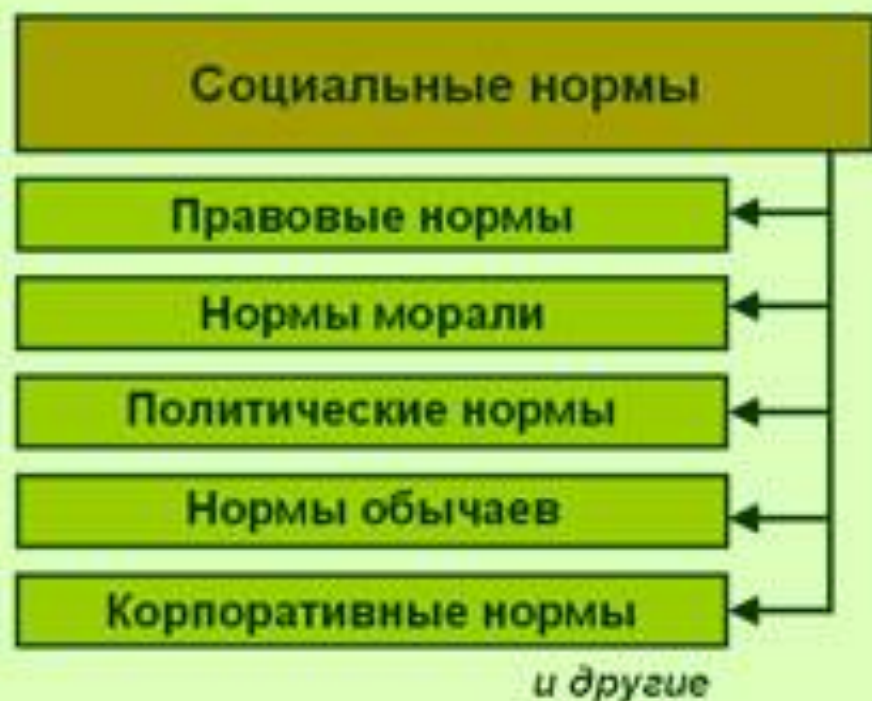 Социальные нормы
Правовые нормы
Нормы морали
Политические нормы
Нормы обычаев
Корпоративные нормы
и другие